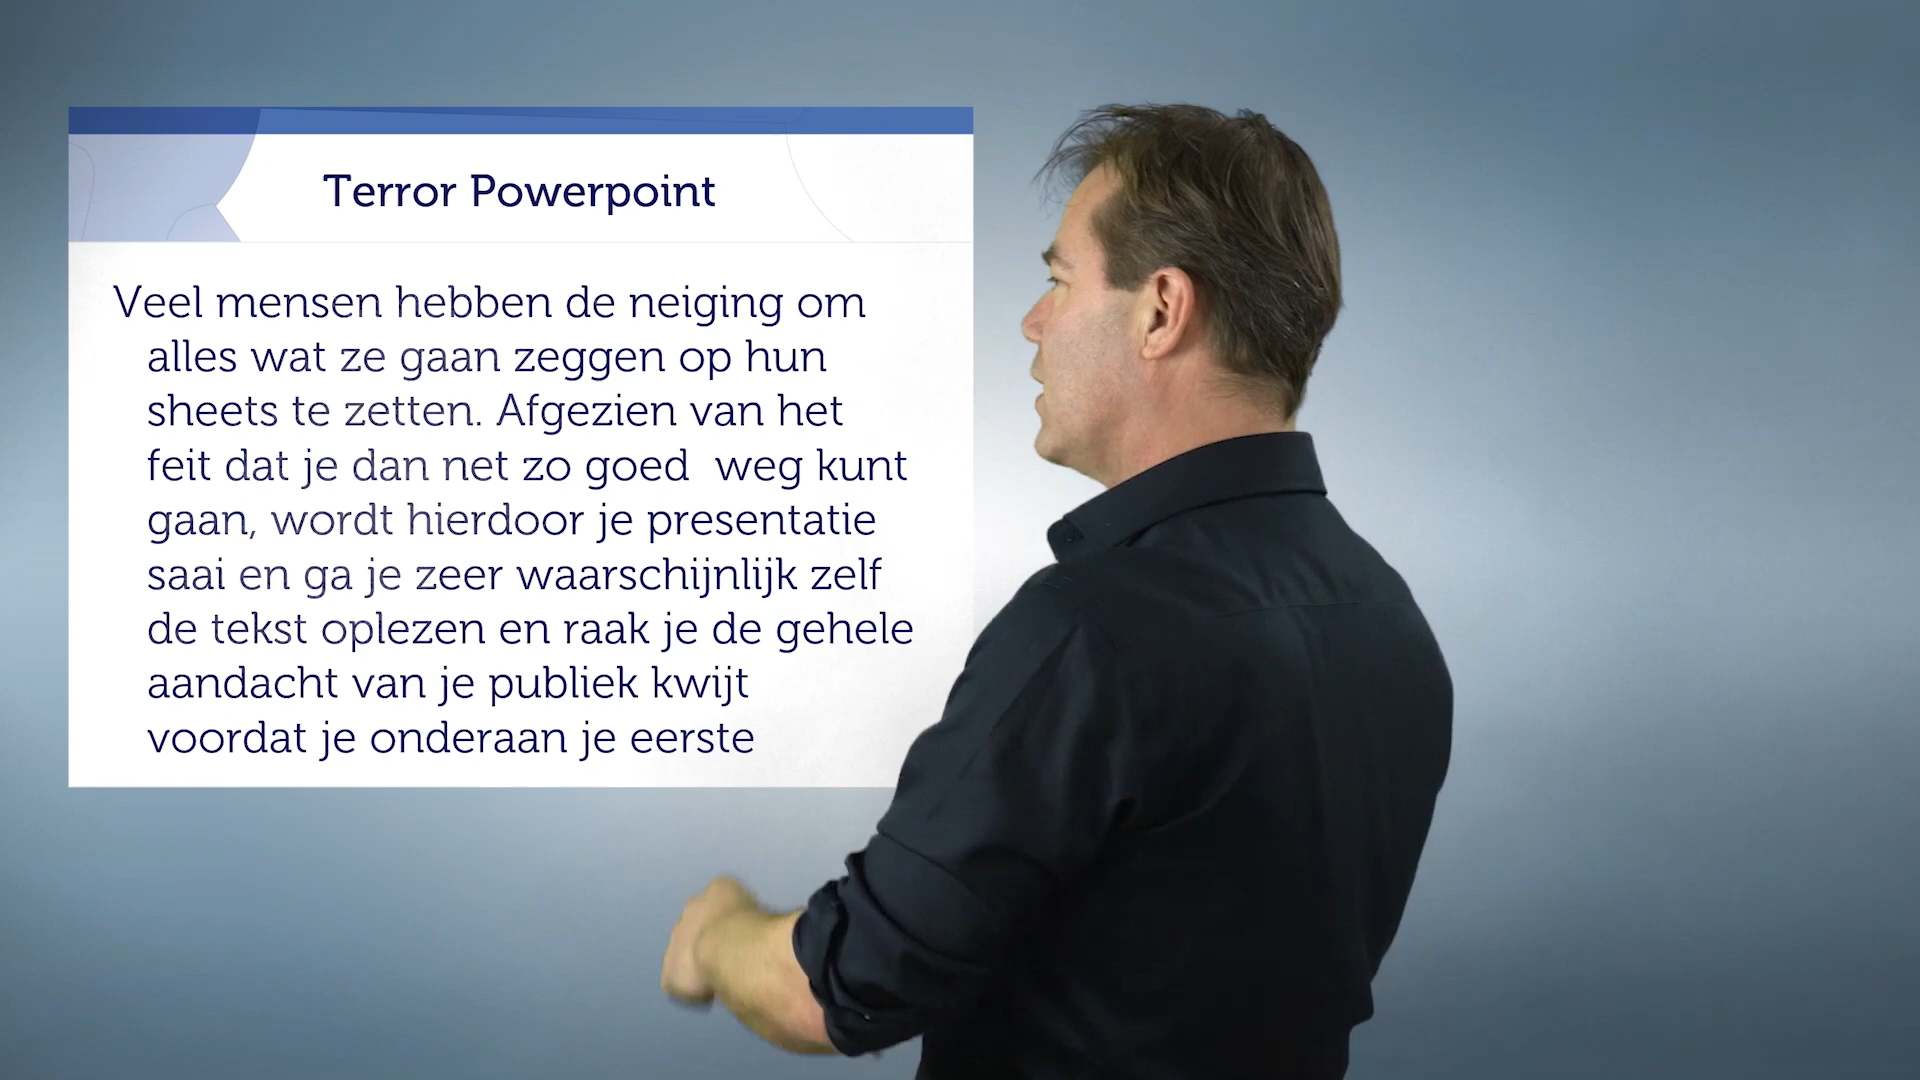 Terror Powerpoint
Veel mensen hebben de neiging om
alles wat ze gaan zeggen op hun
sheets te zetten. Afgezien van het
feit dat je dan net zo goed  weg kunt
gaan, wordt hierdoor je presentatie
saai en ga je zeer waarschijnlijk zelf
de tekst oplezen en raak je de gehele
aandacht van je publiek kwijt
voordat je onderaan je eerste